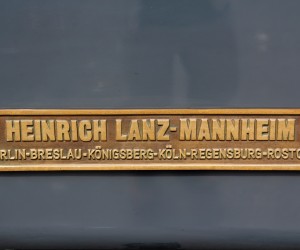 HEINRICH LANZ-MANNHEIM
RLIN-BRESLAU-KÖNIGSBERG-KÖLN-REGENSBURG-ROSTO